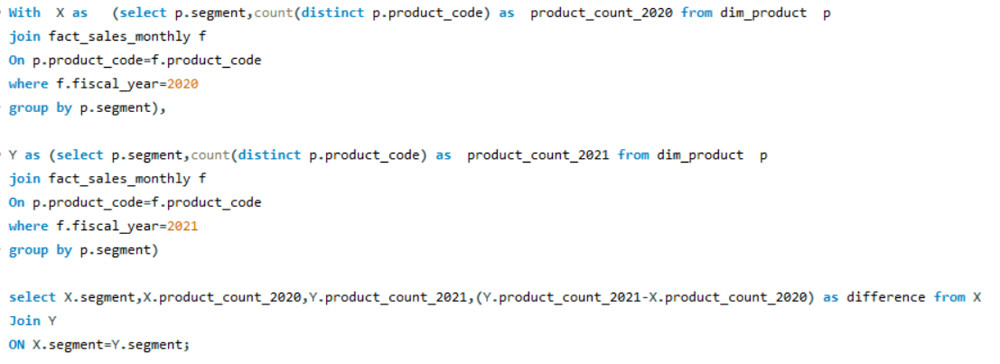 With  X as   (select p.segment,count(distinct p.product_code) as  product_count_2020 from dim_product  p
join fact_sales_monthly f
On p.product_code=f.product_code
where f.fiscal_year=2020
group by p.segment),
Y as (select p.segment,count(distinct p.product_code) as  product_count_2021 from dim_product  p
join fact_sales_monthly f
On p.product_code=f.product_code
where f.fiscal_year=2021
group by p.segment)
select X.segment,X.product_count_2020,Y.product_count_2021,(Y.product_count_2021-X.product_count_2020) as difference from X
Join Y
ON X.segment=Y.segment;